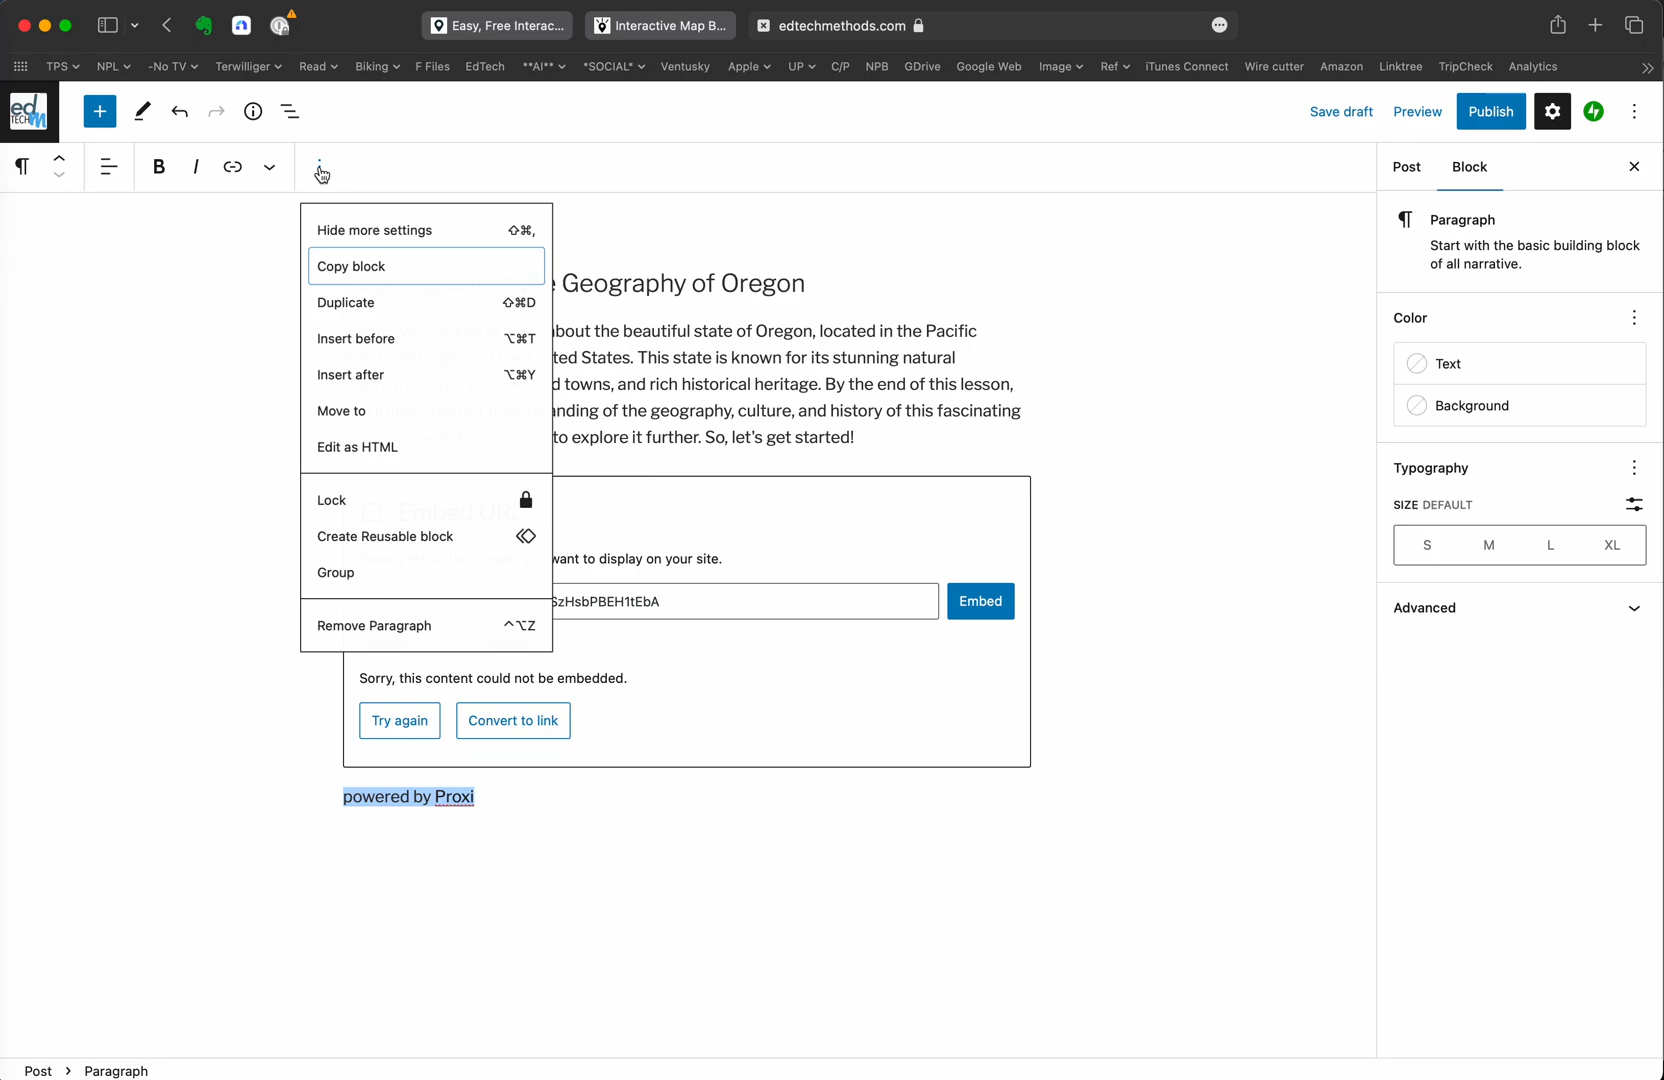 Easy, Free Interac...
Interactive Map B...
edtechmethods.com
TPS
NPL
-No TV
Terwilliger
Read
Biking
F Files
EdTech
**AI**
*SOCIAL*
Ventusky
Apple
UP
C/P
NPB
GDrive
Google Web
Image
Ref
iTunes Connect
Wire cutter
Amazon
Linktree
TripCheck
Analytics
ed
TECH
m
Save draft
Preview
Publish
B
I
Post
Block
Hide more settings ⇧⌘,
Copy block
Duplicate ⇧⌘D
Insert before ⌥⌘T
Insert after ⌥⌘Y
Move to
Edit as HTML
Lock
Create Reusable block
Group
Remove Paragraph ^⌥Z
e Geography of Oregon
bout the beautiful state of Oregon, located in the Pacific
ted States. This state is known for its stunning natural
d towns, and rich historical heritage. By the end of this lesson,
anding of the geography, culture, and history of this fascinating
to explore it further. So, let's get started!
Embed URL
want to display on your site.
SzHsbPBEH1tEbA
Embed
Sorry, this content could not be embedded.
Try again
Convert to link
powered by Proxi
Paragraph
Start with the basic building block
of all narrative.
Color
Text
Background
Typography
SIZE DEFAULT
S M L XL
Advanced
Post > Paragraph